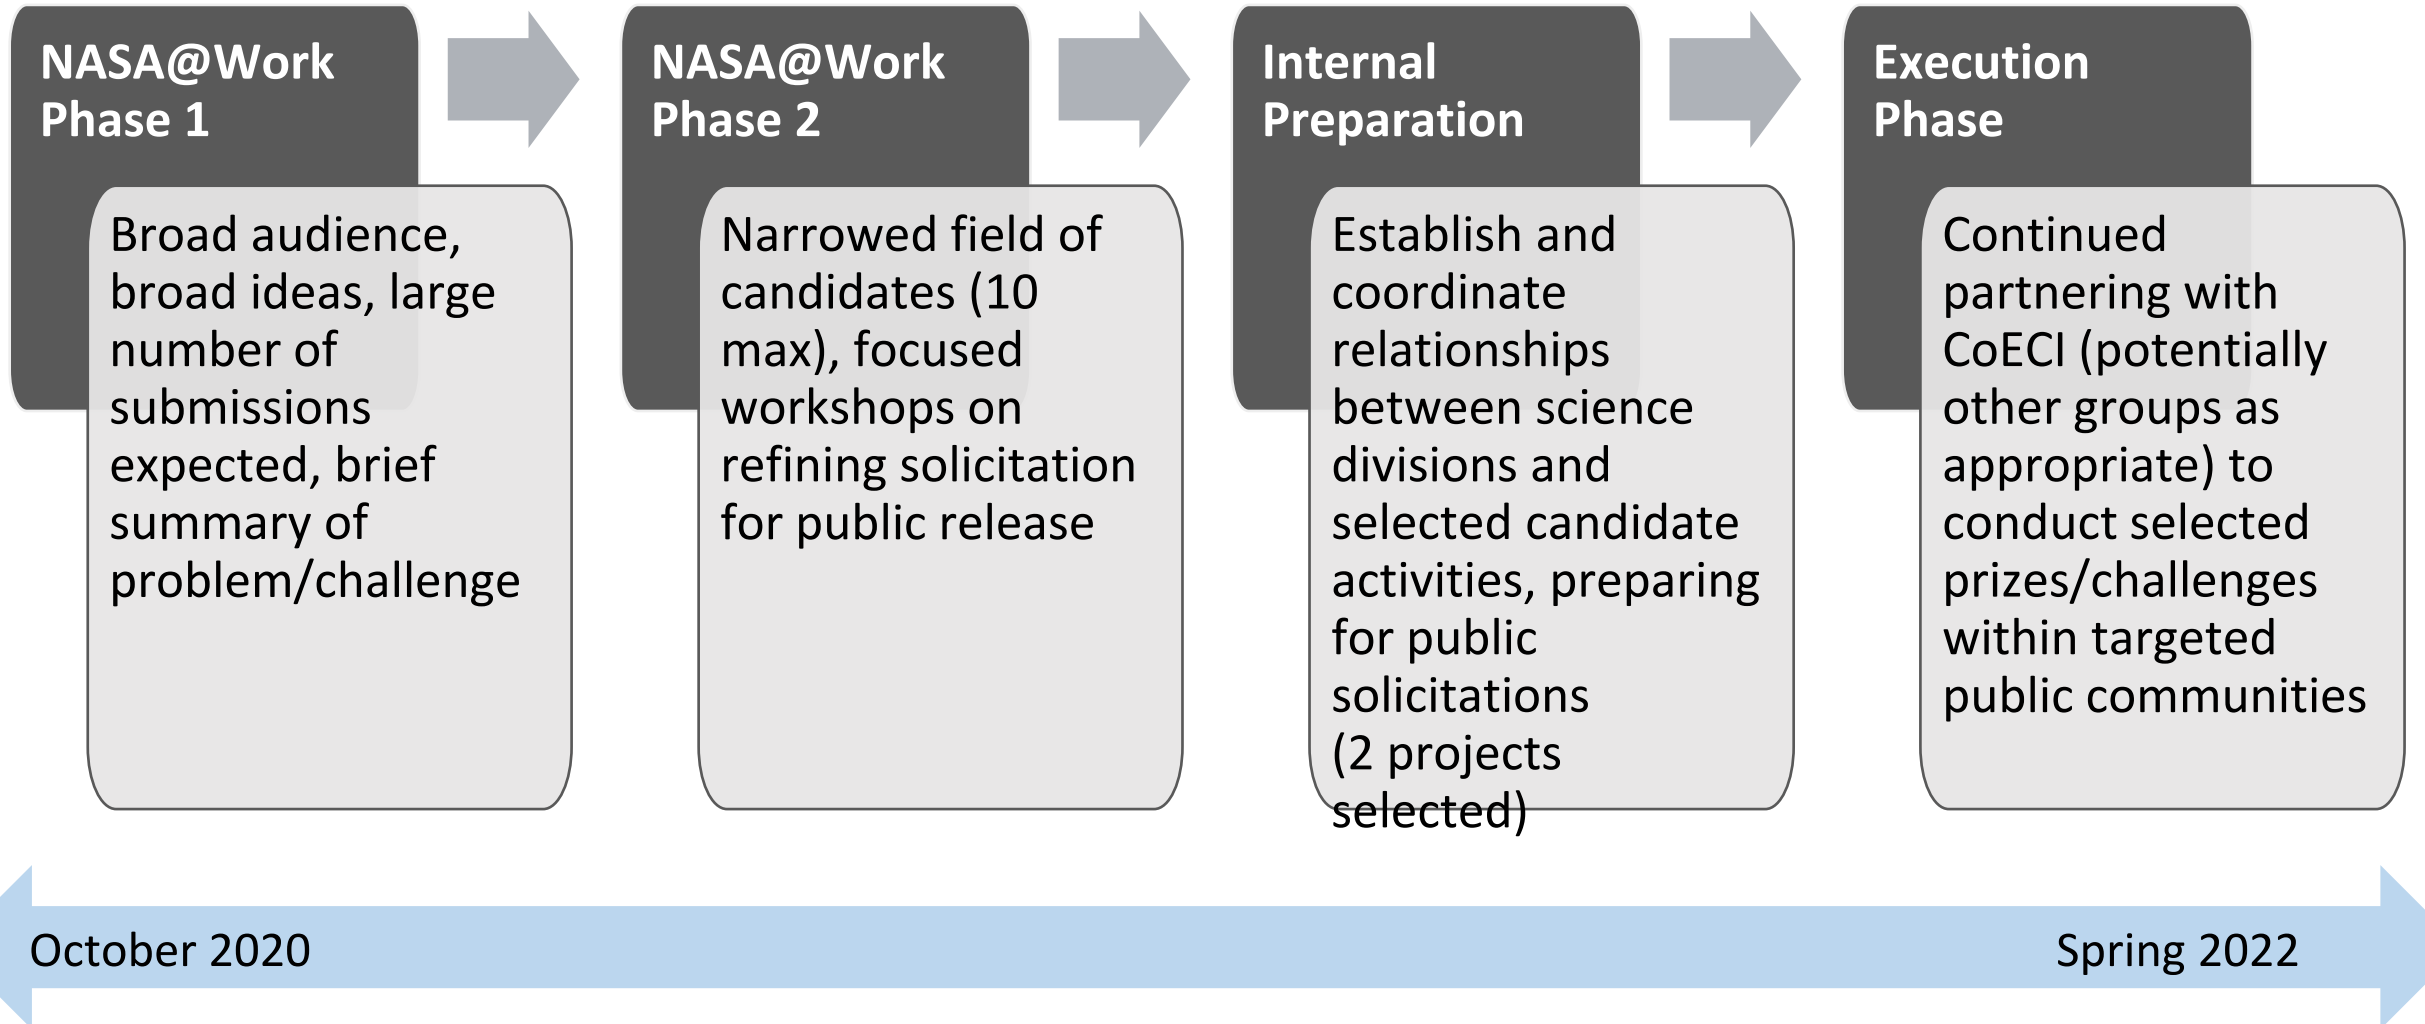 NASA@Work
Phase 1
Broad audience,
broad ideas, large
number of
submissions
expected, brief
summary of
problem/challenge
NASA@Work
Phase 2
Narrowed field of
candidates (10
max), focused
workshops on
refining solicitation
for public release
Internal
Preparation
Establish and
coordinate
relationships
between science
divisions and
selected candidate
activities, preparing
for public
solicitations
(2 projects
selected)
Execution
Phase
Continued
partnering with
CoECI (potentially
other groups as
appropriate) to
conduct selected
prizes/challenges
within targeted
public communities
October 2020
Spring 2022